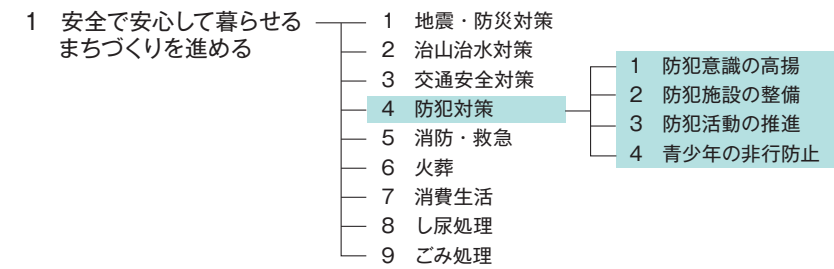 1 安全で安心して暮らせる
まちづくりを進める
1 地震・防災対策
2 治山治水対策
3 交通安全対策
4 防犯対策
5 消防・救急
6 火葬
7 消費生活
8 し尿処理
9 ごみ処理
1 防犯意識の高揚
2 防犯施設の整備
3 防犯活動の推進
4 青少年の非行防止